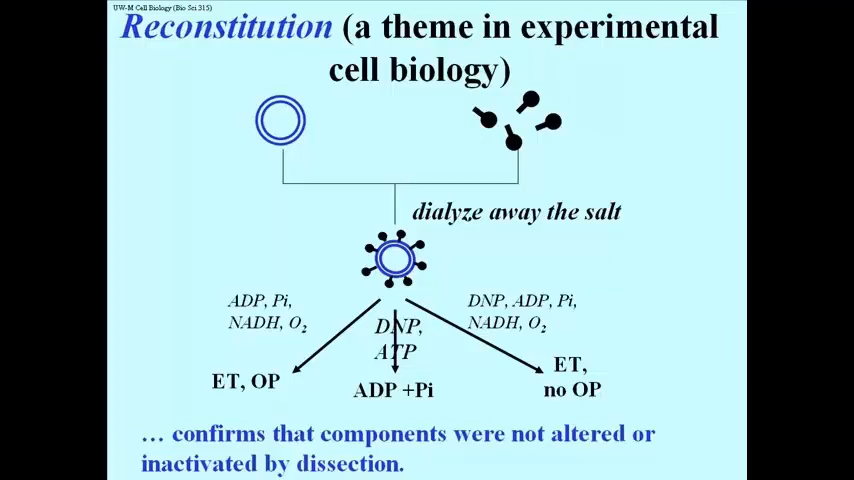 UW-M Cell Biology (Bio Sci 315)
Reconstitution (a theme in experimental
cell biology)
dialyze away the salt
ADP, Pi,
NADH, O2
DNP,
ATP
DNP, ADP, Pi,
NADH, O2
ET, OP
ADP +Pi
ET,
no OP
… confirms that components were not altered or
inactivated by dissection.